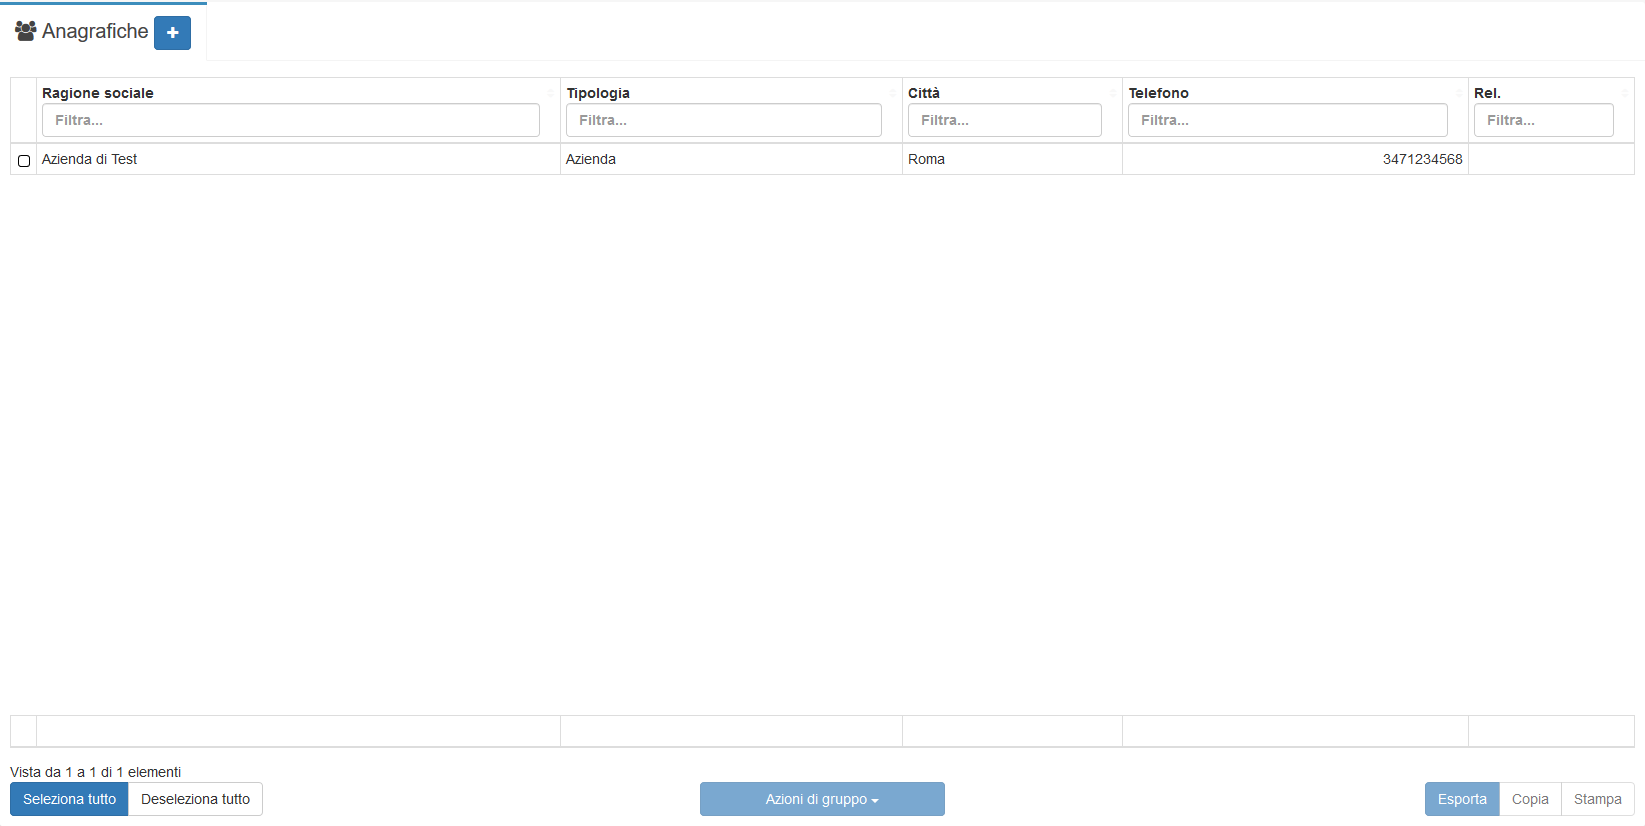 Anagrafiche +
Ragione sociale Tipologia Città Telefono Rel.
Filtra... Filtra... Filtra... Filtra... Filtra...
Azienda di Test Azienda Roma 3471234568
Vista da 1 a 1 di 1 elementi
Seleziona tutto Deseleziona tutto Azioni di gruppo Esporta Copia Stampa